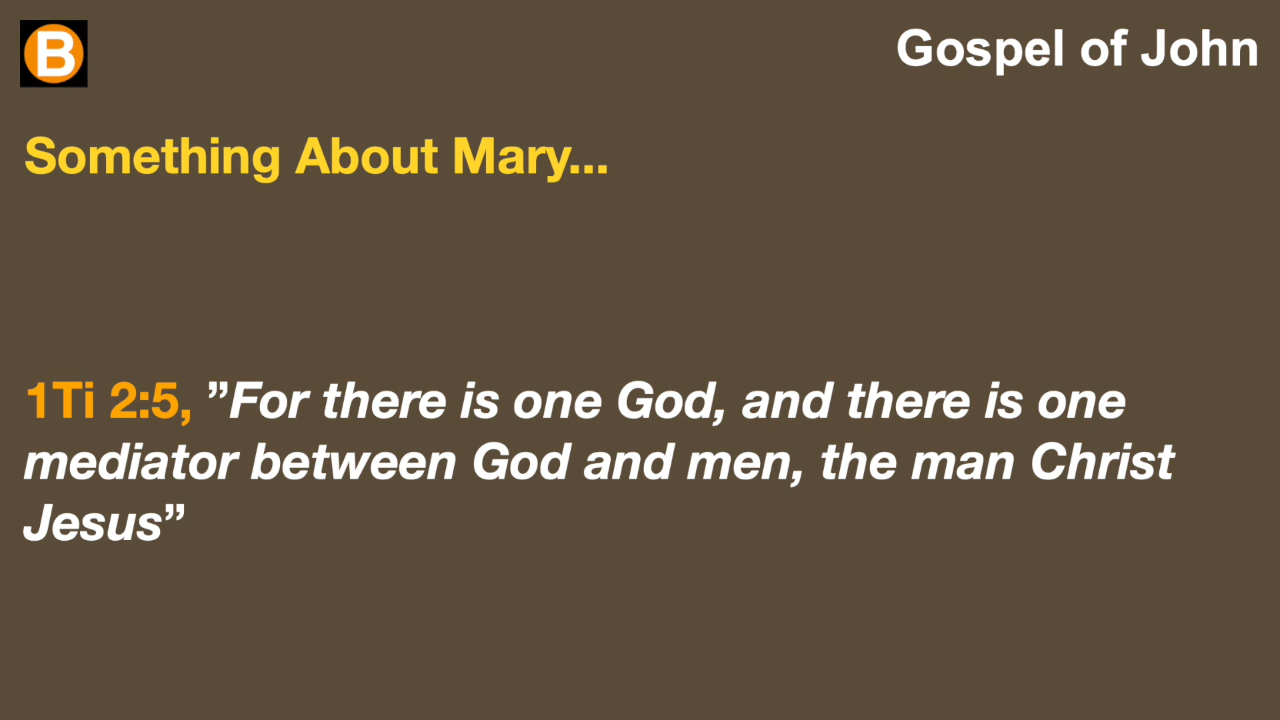 B
Gospel of John
Something About Mary...
1Ti 2:5, ”For there is one God, and there is one
mediator between God and men, the man Christ
Jesus”